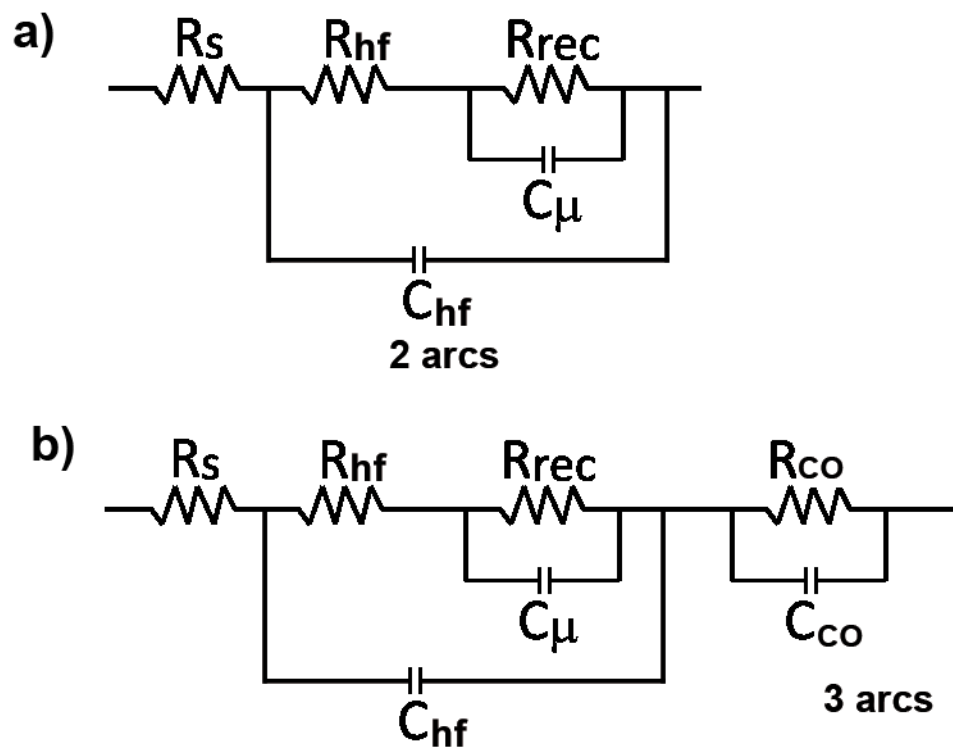 a)
Rs Rhf Rrec
Cμ
Chf
2 arcs
b)
Rs Rhf Rrec Rco
Cμ Cco
Chf
3 arcs